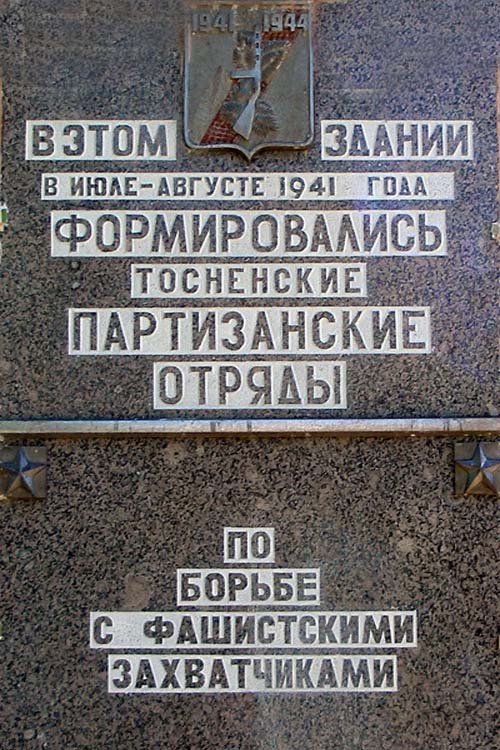 1941 1944
В ЭТОМ ЗДАНИИ
В ИЮЛЕ-АВГУСТЕ 1941 ГОДА
ФОРМИРОВАЛИСЬ
ТОСНЕНСКИЕ
ПАРТИЗАНСКИЕ
ОТРЯДЫ
ПО
БОРЬБЕ
С ФАШИСТСКИМИ
ЗАХВАТЧИКАМИ